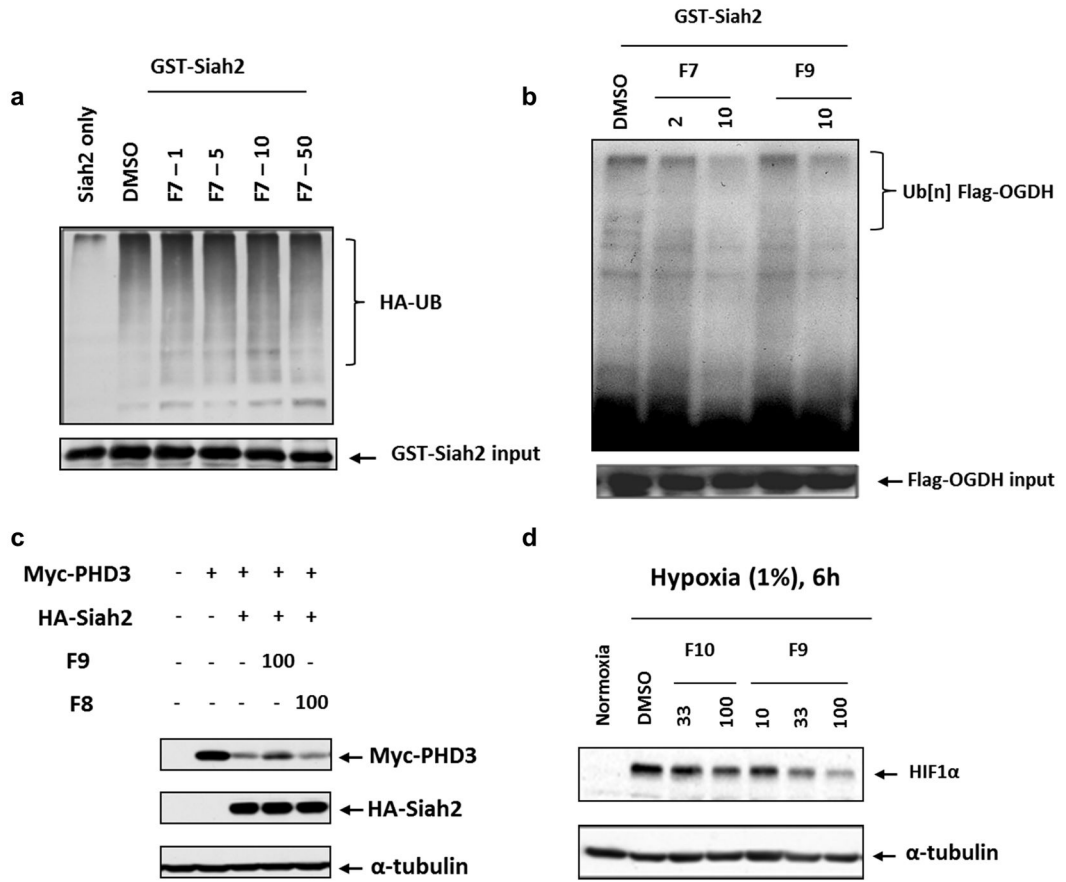 a
GST-Siah2
Siah2 only
DMSO
F7 – 1
F7 – 5
F7 – 10
F7 – 50
HA-UB
GST-Siah2 input
b
GST-Siah2
F7
F9
DMSO
2
10
10
Ub[n] Flag-OGDH
Flag-OGDH input
c
Myc-PHD3 - + + + +
HA-Siah2 - - + + +
F9 - - - 100 -
F8 - - - - 100
Myc-PHD3
HA-Siah2
α-tubulin
d
Hypoxia (1%), 6h
F10
F9
Normoxia
DMSO
33
100
10
33
100
HIF1α
α-tubulin